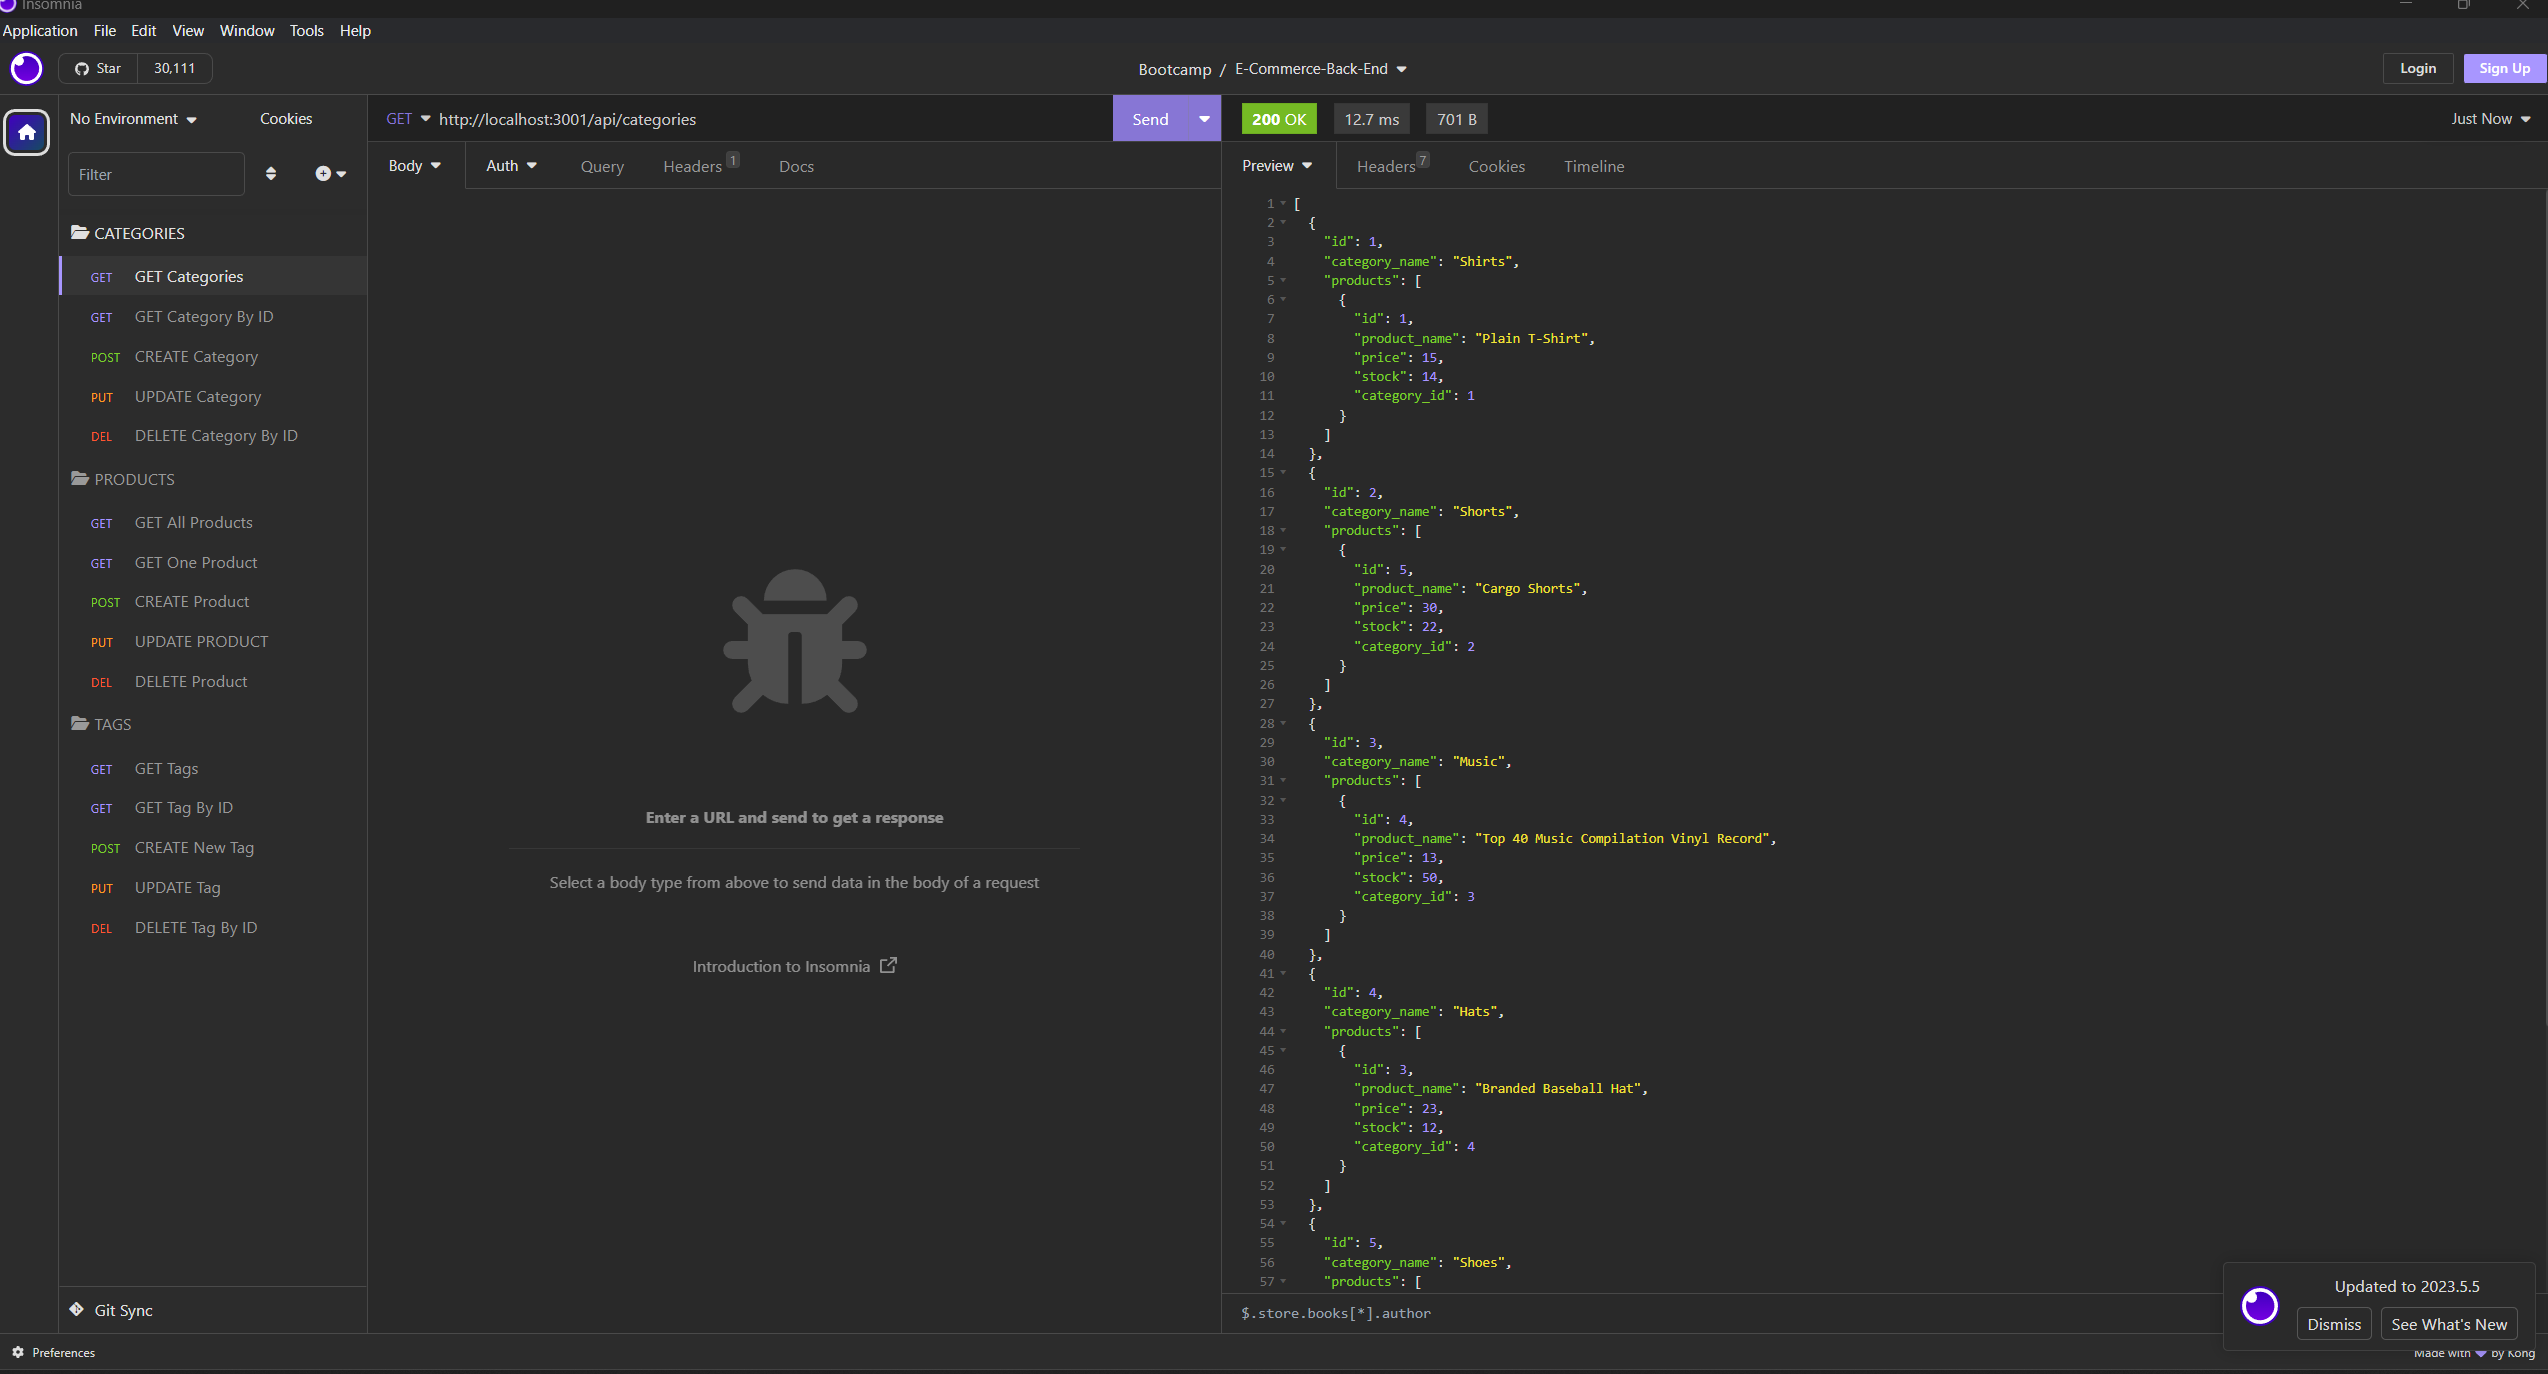 Insomnia
Application File Edit View Window Tools Help
Star 30,111
Bootcamp / E-Commerce-Back-End
Login Sign Up
No Environment Cookies
GET http://localhost:3001/api/categories Send
200 OK 12.7 ms 701 B Just Now
Filter
Body Auth Query Headers 1 Docs
Preview Headers 7 Cookies Timeline
CATEGORIES
GET GET Categories
GET GET Category By ID
POST CREATE Category
PUT UPDATE Category
DEL DELETE Category By ID
PRODUCTS
GET GET All Products
GET GET One Product
POST CREATE Product
PUT UPDATE PRODUCT
DEL DELETE Product
TAGS
GET GET Tags
GET GET Tag By ID
POST CREATE New Tag
PUT UPDATE Tag
DEL DELETE Tag By ID
Git Sync
Enter a URL and send to get a response
Select a body type from above to send data in the body of a request
Introduction to Insomnia
1 [
2 {
3 "id": 1,
4 "category_name": "Shirts",
5 "products": [
6 {
7 "id": 1,
8 "product_name": "Plain T-Shirt",
9 "price": 15,
10 "stock": 14,
11 "category_id": 1
12 }
13 ]
14 },
15 {
16 "id": 2,
17 "category_name": "Shorts",
18 "products": [
19 {
20 "id": 5,
21 "product_name": "Cargo Shorts",
22 "price": 30,
23 "stock": 22,
24 "category_id": 2
25 }
26 ]
27 },
28 {
29 "id": 3,
30 "category_name": "Music",
31 "products": [
32 {
33 "id": 4,
34 "product_name": "Top 40 Music Compilation Vinyl Record",
35 "price": 13,
36 "stock": 50,
37 "category_id": 3
38 }
39 ]
40 },
41 {
42 "id": 4,
43 "category_name": "Hats",
44 "products": [
45 {
46 "id": 3,
47 "product_name": "Branded Baseball Hat",
48 "price": 23,
49 "stock": 12,
50 "category_id": 4
51 }
52 ]
53 },
54 {
55 "id": 5,
56 "category_name": "Shoes",
57 "products": [
$.store.books[*].author
Updated to 2023.5.5
Dismiss See What's New
Preferences
Made with by Kong